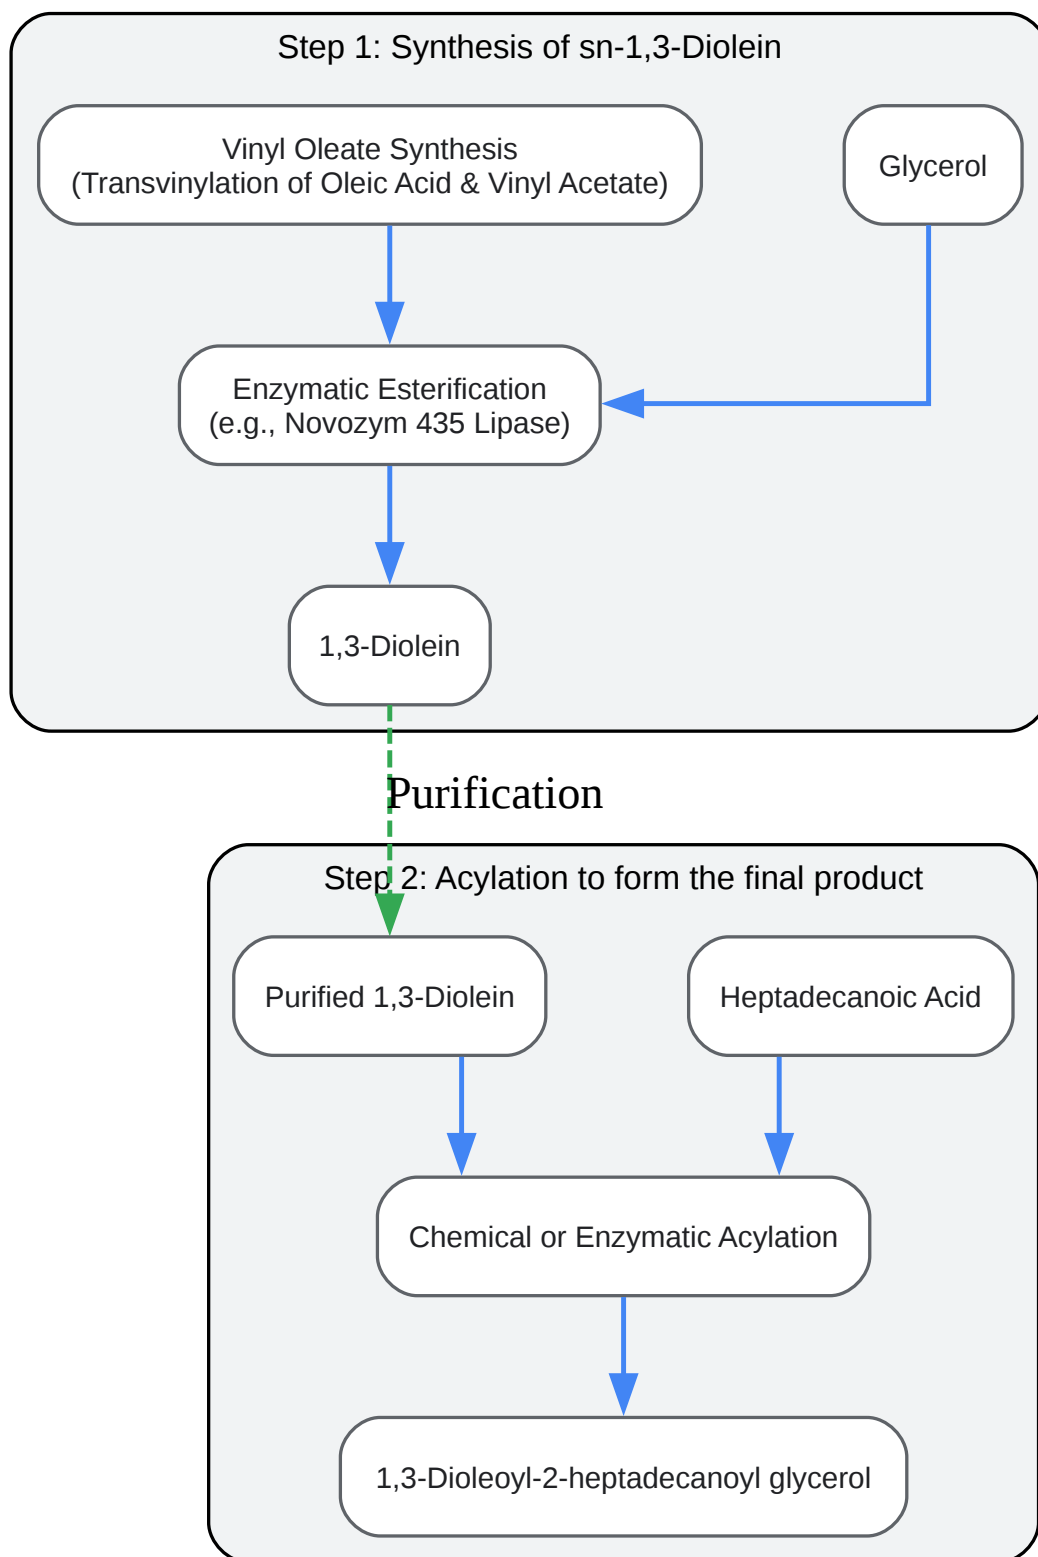 Step 1: Synthesis of sn-1,3-Diolein
Vinyl Oleate Synthesis
(Transvinylation of Oleic Acid & Vinyl Acetate)
Glycerol
Enzymatic Esterification
(e.g., Novozym 435 Lipase)
1,3-Diolein
Purification
Step 2: Acylation to form the final product
Purified 1,3-Diolein
Heptadecanoic Acid
Chemical or Enzymatic Acylation
1,3-Dioleoyl-2-heptadecanoyl glycerol